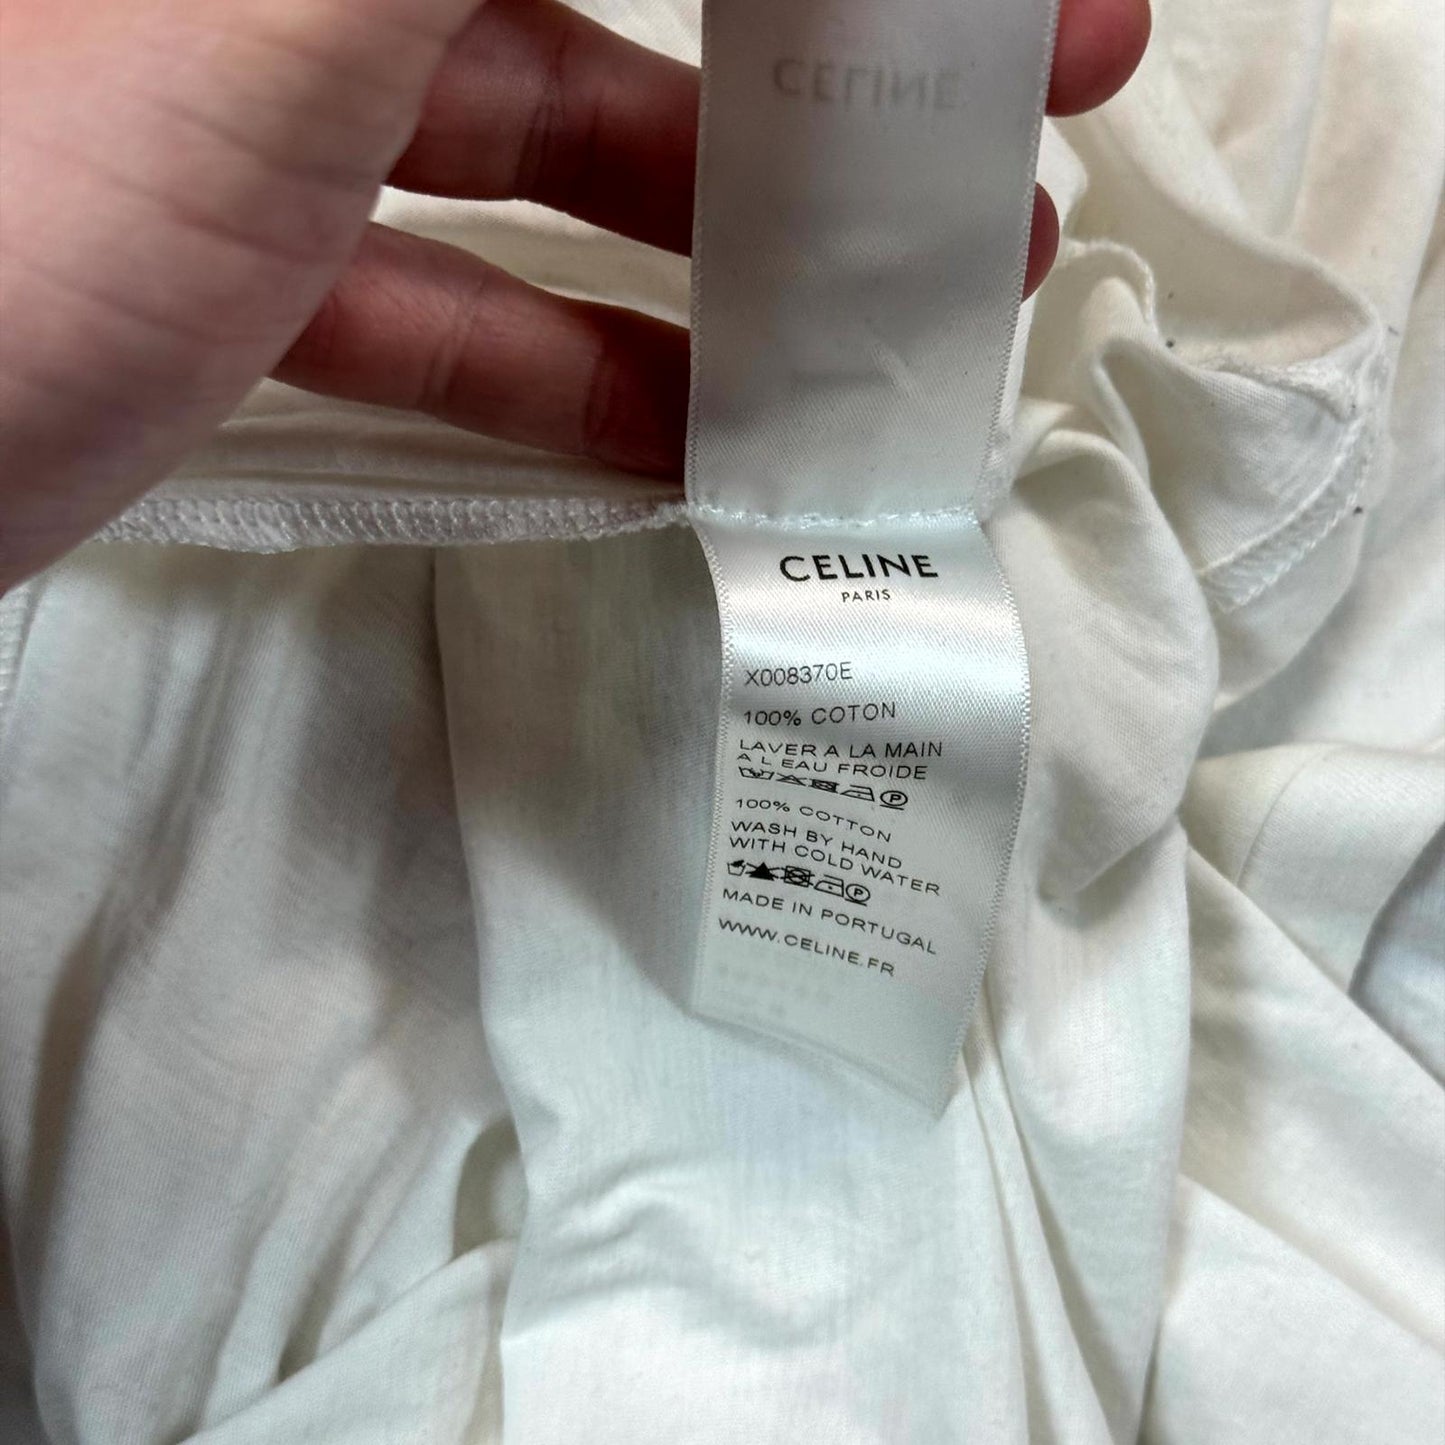 CELINE
PARIS
X008370E
100% COTON
LAVER A LA MAIN
A L EAU FROIDE
P
100% COTTON
WASH BY HAND
WITH COLD WATER
P
MADE IN PORTUGAL
WWW.CELINE.FR